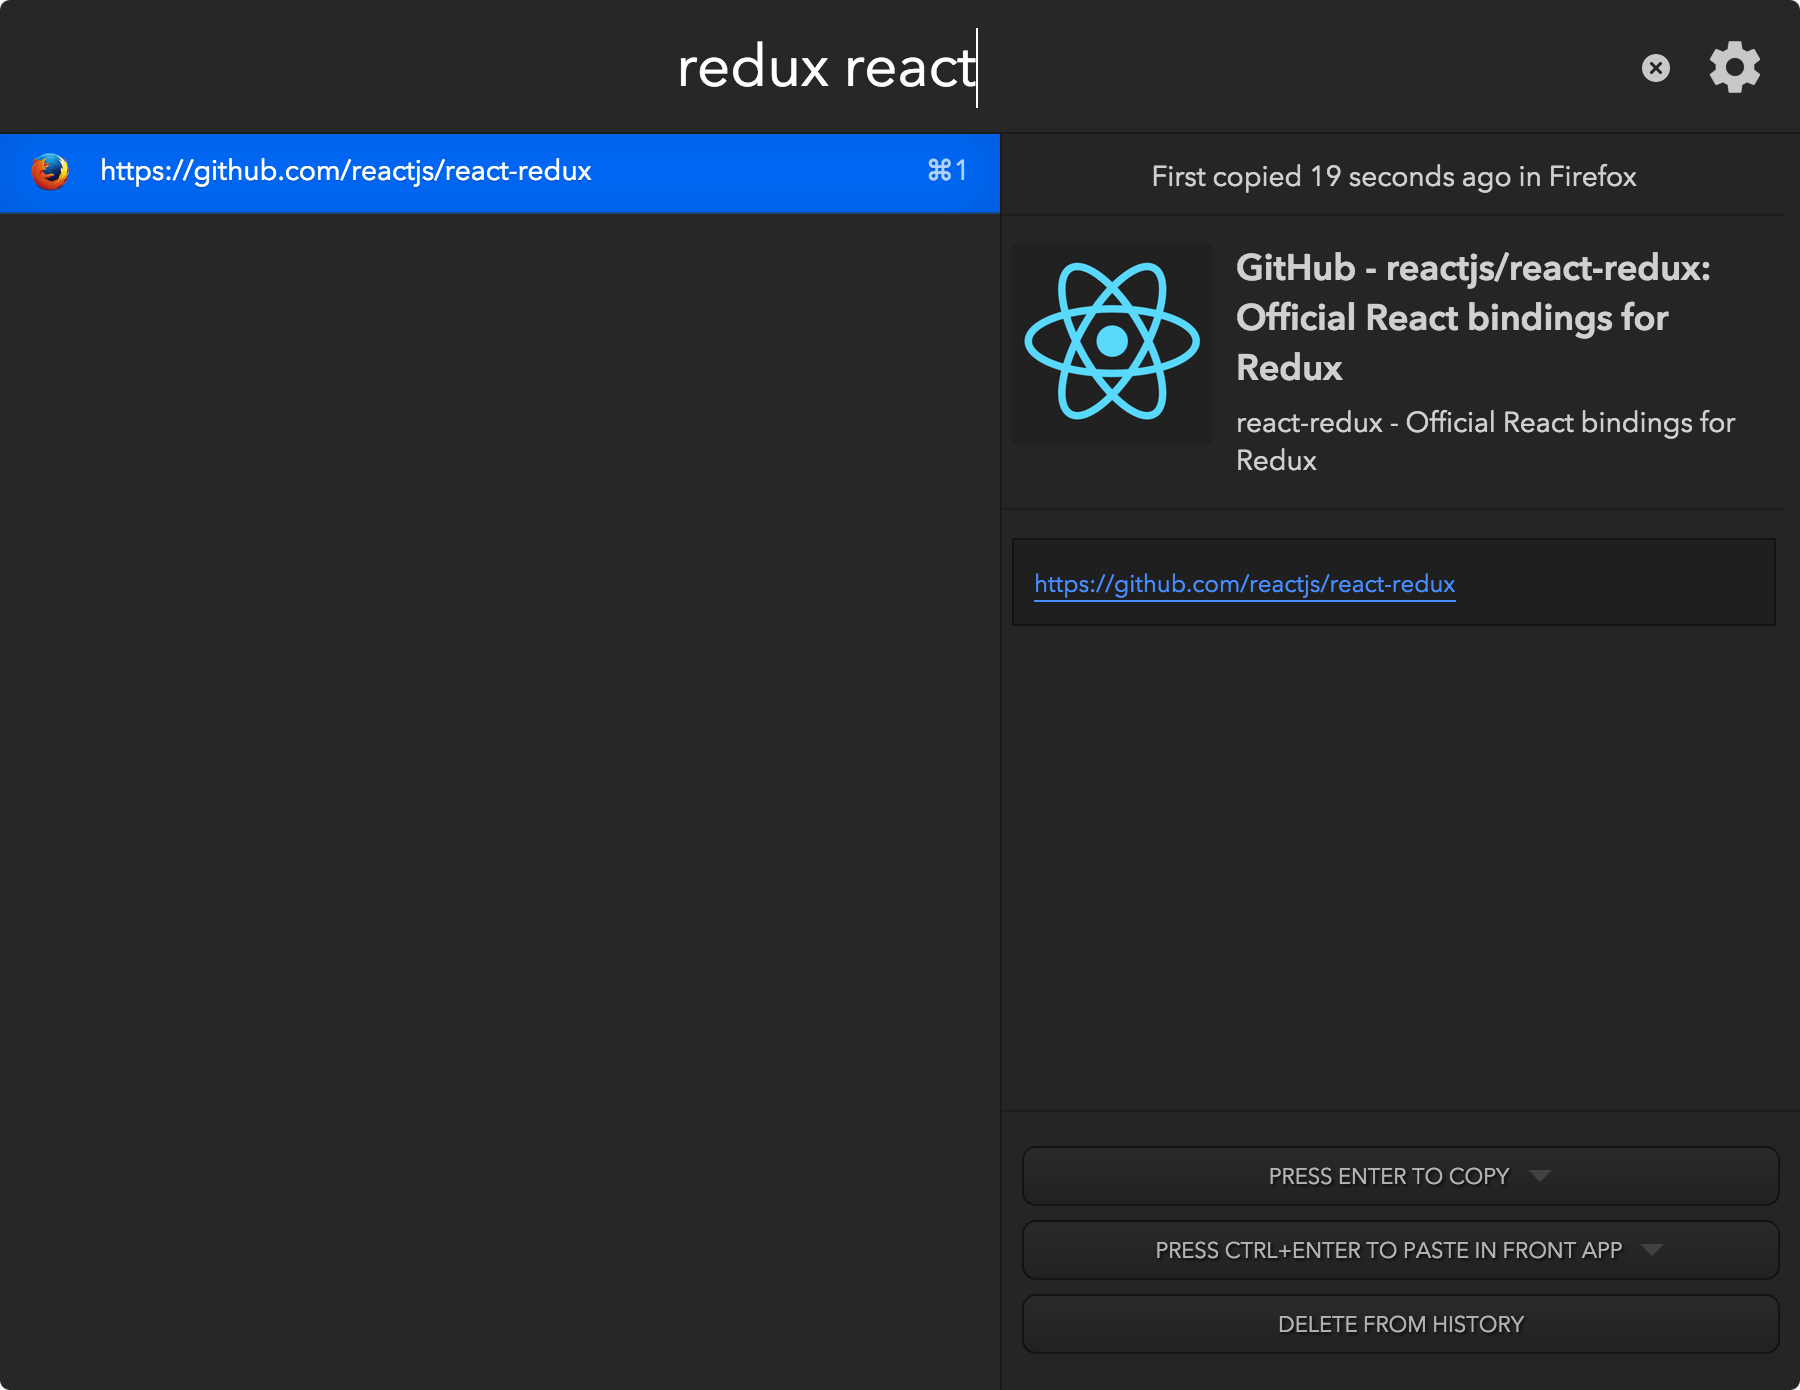 redux react
https://github.com/reactjs/react-redux ⌘1
First copied 19 seconds ago in Firefox
GitHub - reactjs/react-redux:
Official React bindings for
Redux
react-redux - Official React bindings for
Redux
https://github.com/reactjs/react-redux
PRESS ENTER TO COPY
PRESS CTRL+ENTER TO PASTE IN FRONT APP
DELETE FROM HISTORY